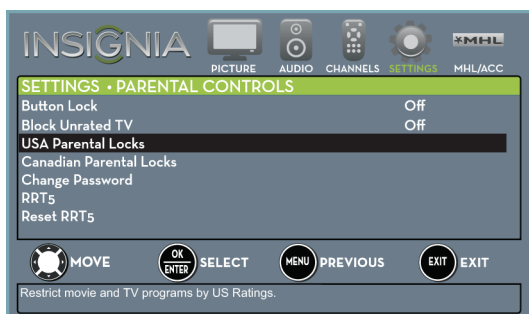 INSIGNIA
PICTURE AUDIO CHANNELS SETTINGS MHL/ACC
MHL
SETTINGS • PARENTAL CONTROLS
Button Lock Off
Block Unrated TV Off
USA Parental Locks
Canadian Parental Locks
Change Password
RRT5
Reset RRT5
MOVE OK ENTER SELECT MENU PREVIOUS EXIT EXIT
Restrict movie and TV programs by US Ratings.